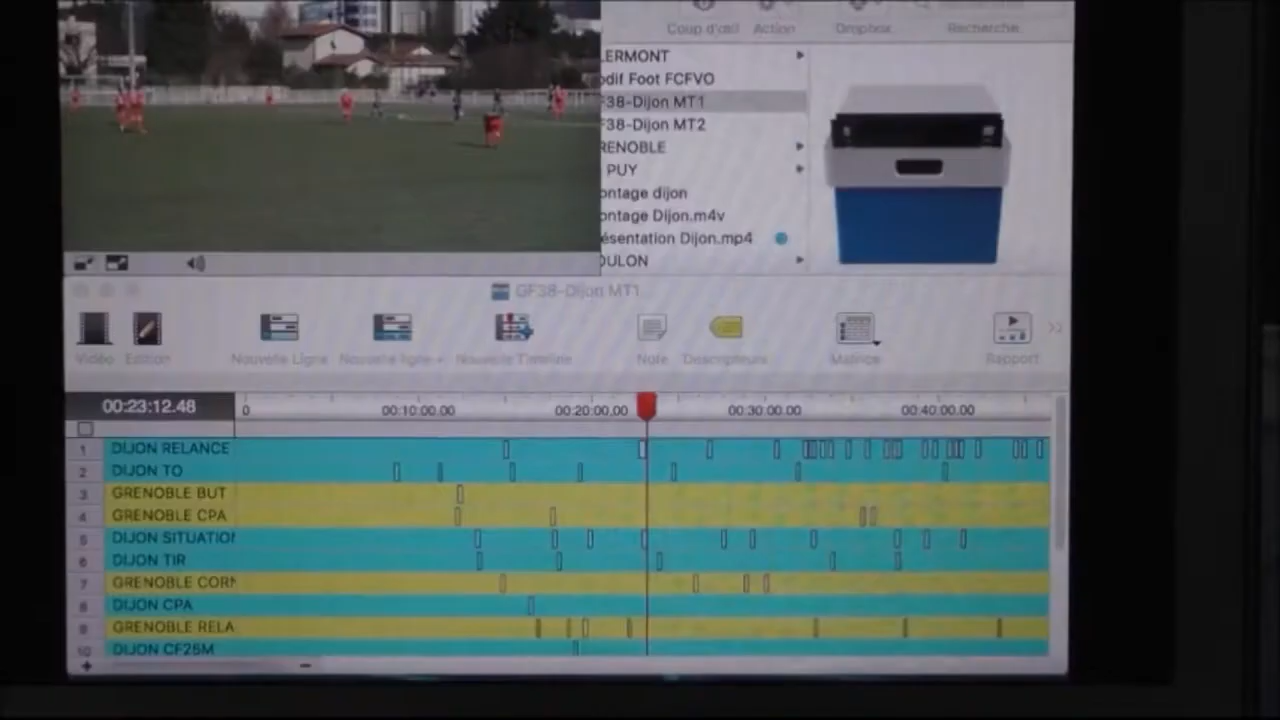 Coup d'œil Action Dropbox Recherche
LERMONT
odif Foot FCFVO
F38-Dijon MT1
F38-Dijon MT2
RENOBLE
PUY
ontage dijon
ontage Dijon.m4v
ésentation Dijon.mp4
OULON
GF38-Dijon MT1
Vidéo Edition Nouvelle Ligne Nouvelle ligne + Nouvelle Timeline Note Descripteurs Matrice Rapport
00:23:12.48 0 00:10:00.00 00:20:00.00 00:30:00.00 00:40:00.00
1 DIJON RELANCE
2 DIJON TO
3 GRENOBLE BUT
4 GRENOBLE CPA
5 DIJON SITUATION
6 DIJON TIR
7 GRENOBLE CORN
8 DIJON CPA
9 GRENOBLE RELA
10 DIJON CF25M